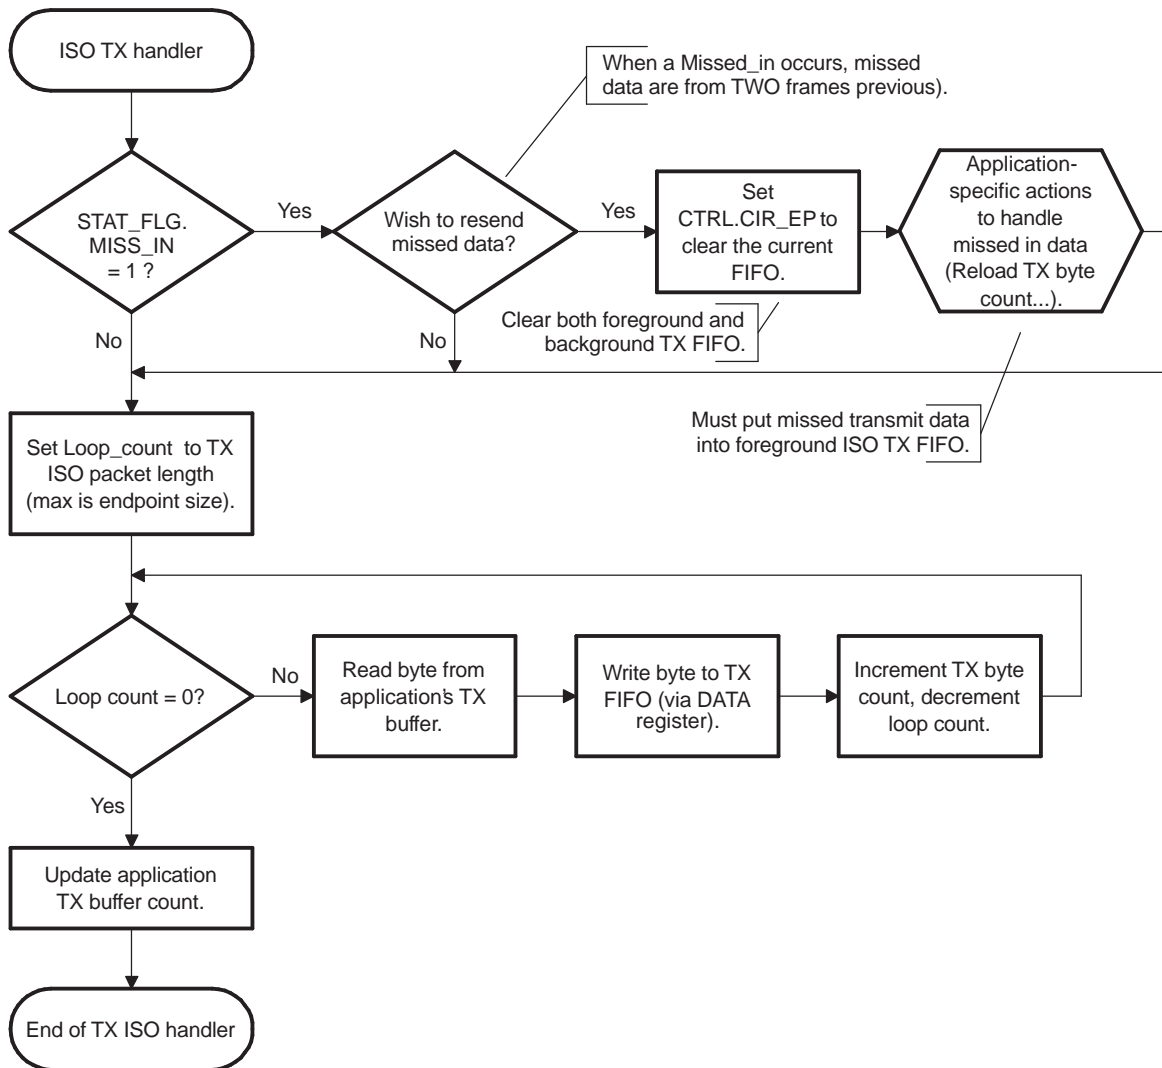 ISO TX handler
When a Missed_in occurs, missed
data are from TWO frames previous).
STAT_FLG.
MISS_IN
= 1 ?
Yes
Wish to resend
missed data?
Yes
Set
CTRL.CIR_EP to
clear the current
FIFO.
Application-
specific actions
to handle
missed in data
(Reload TX byte
count...).
No
No
Clear both foreground and
background TX FIFO.
Must put missed transmit data
into foreground ISO TX FIFO.
Set Loop_count to TX
ISO packet length
(max is endpoint size).
Loop count = 0?
No
Read byte from
application's TX
buffer.
Write byte to TX
FIFO (via DATA
register).
Increment TX byte
count, decrement
loop count.
Yes
Update application
TX buffer count.
End of TX ISO handler